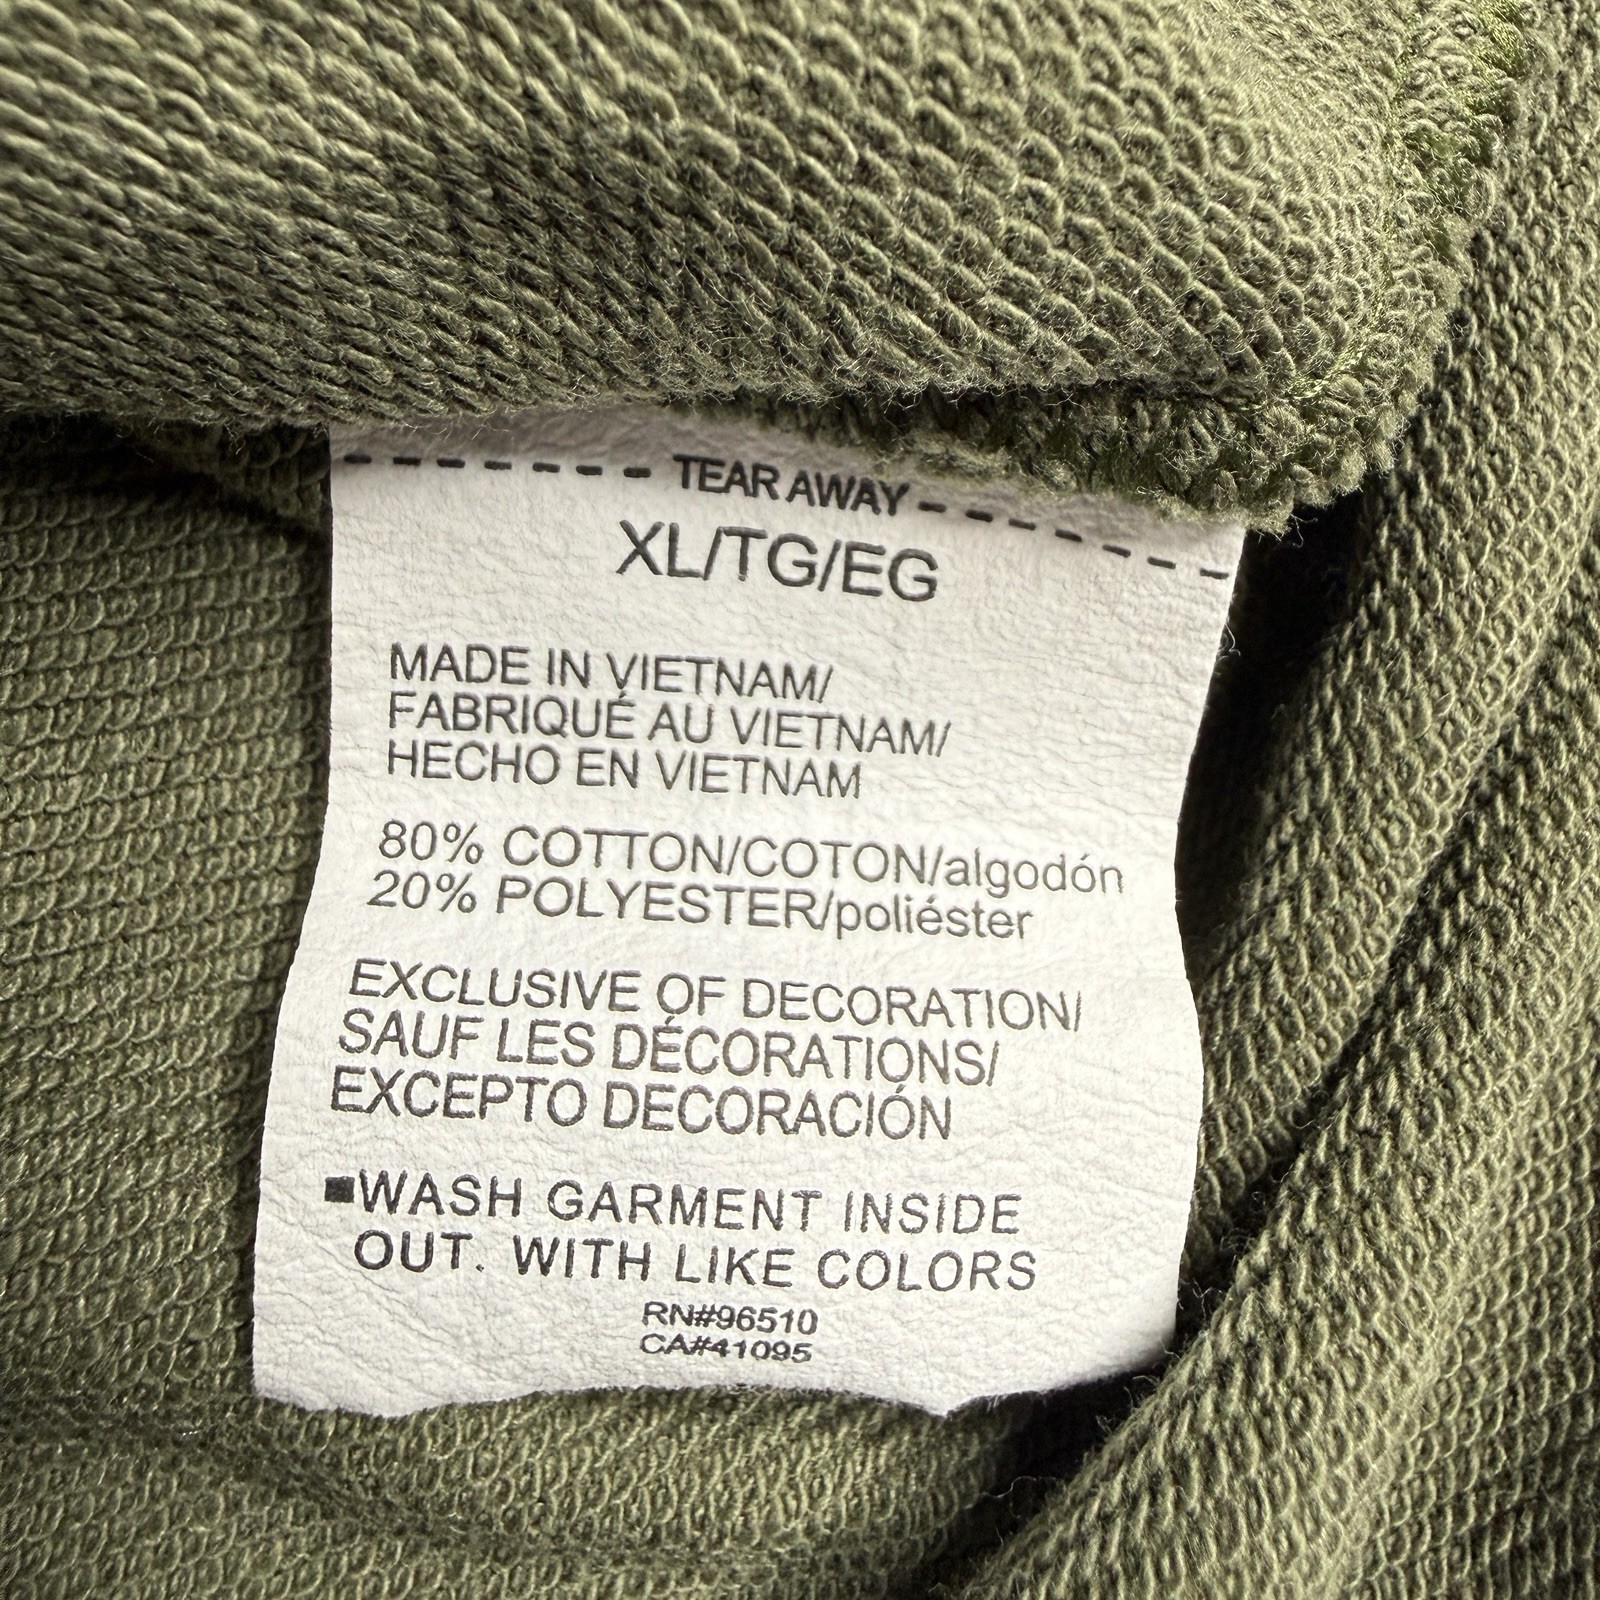 TEAR AWAY
XL/TG/EG
MADE IN VIETNAM/
FABRIQUÉ AU VIETNAM/
HECHO EN VIETNAM
80% COTTON/COTON/algodón
20% POLYESTER/poliéster
EXCLUSIVE OF DECORATION/
SAUF LES DÉCORATIONS/
EXCEPTO DECORACIÓN
■WASH GARMENT INSIDE
OUT. WITH LIKE COLORS
RN#96510
CA#41095